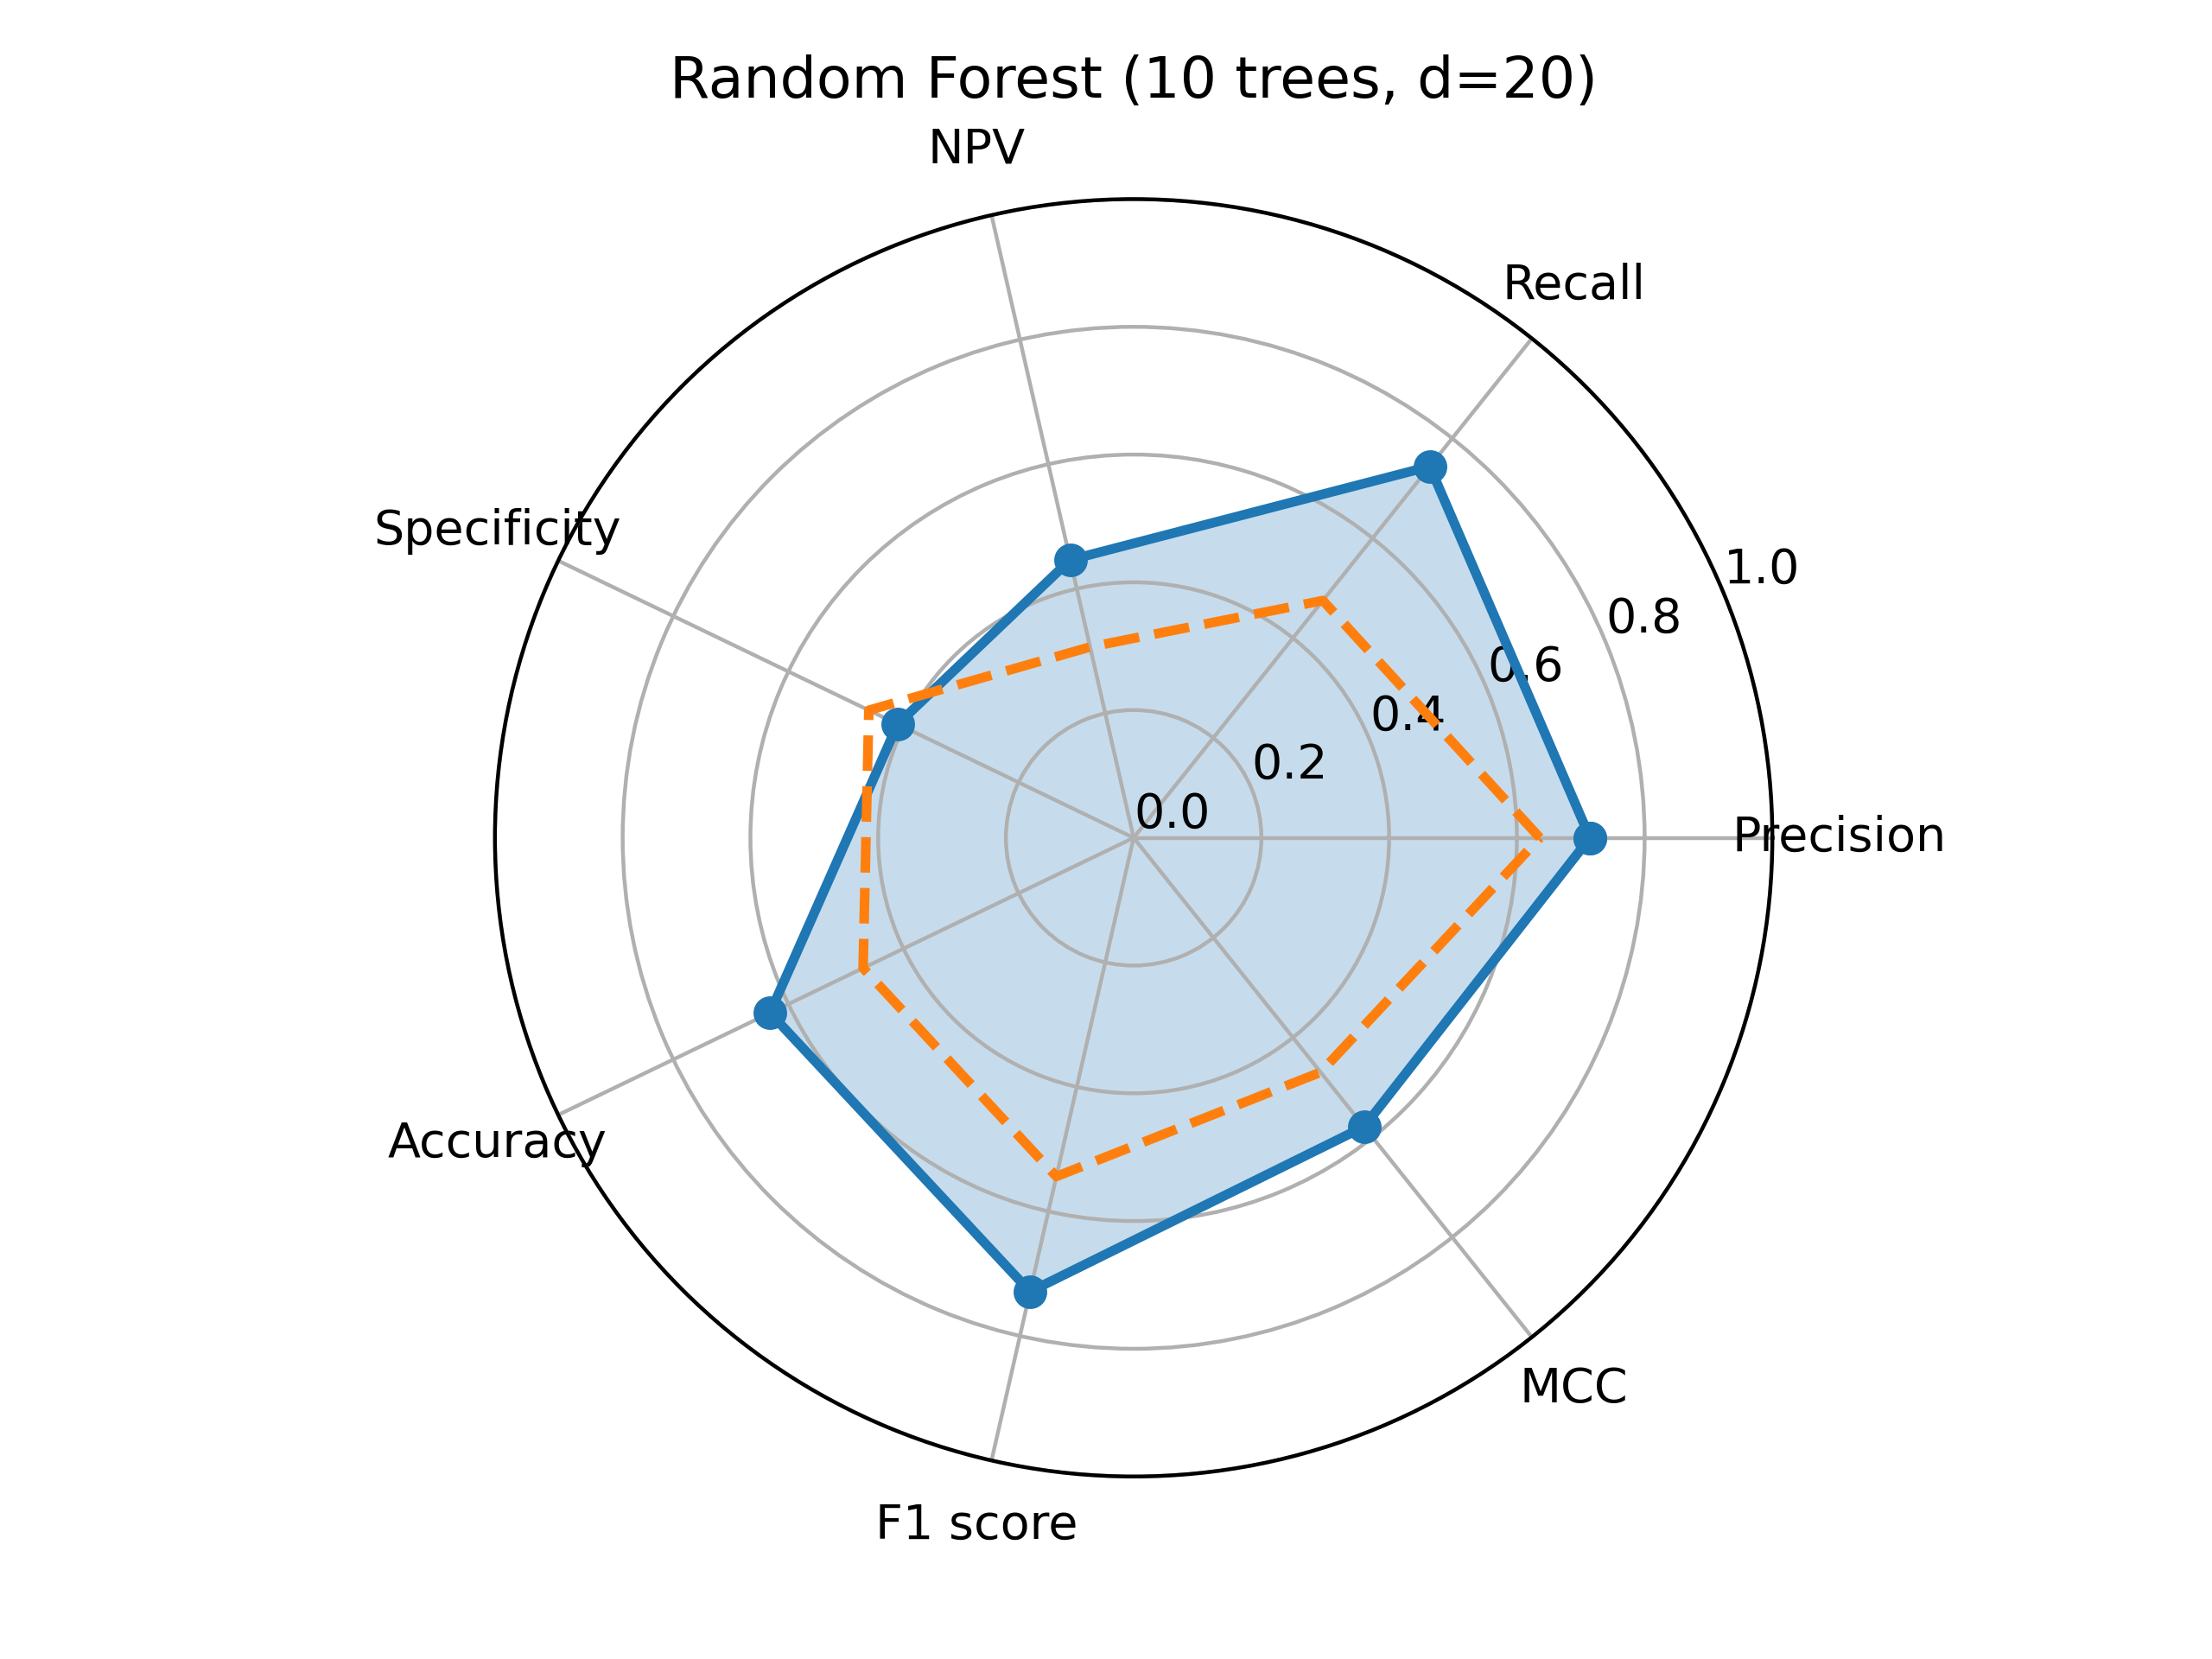 Random Forest (10 trees, d=20)
NPV
Recall
Specificity
1.0
0.8
0.6
0.4
0.2
0.0
Precision
Accuracy
MCC
F1 score